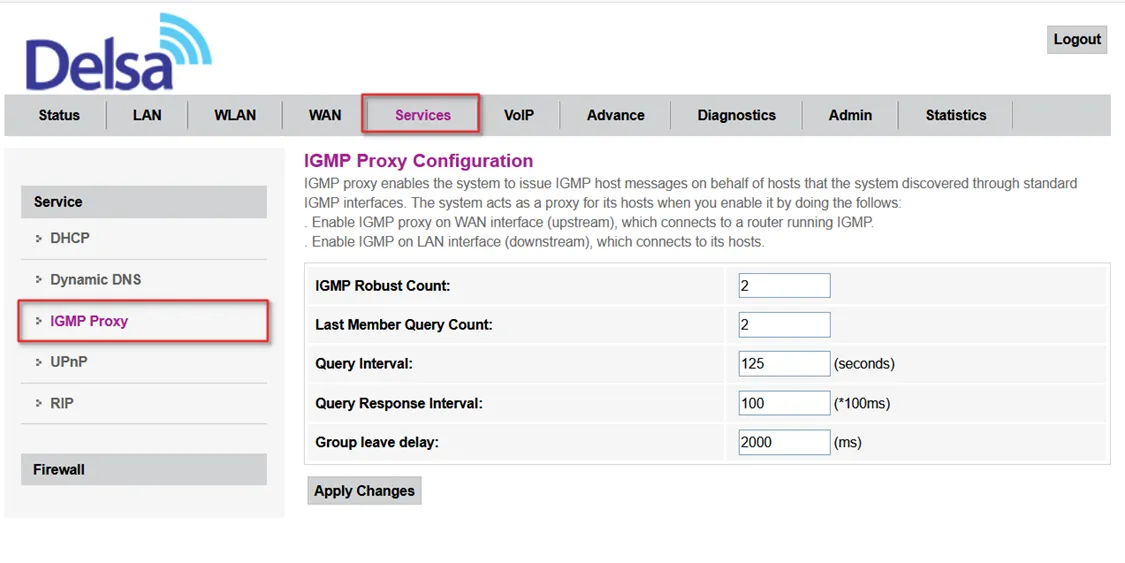 Delsa
Logout
Status LAN WLAN WAN Services VoIP Advance Diagnostics Admin Statistics
Service
DHCP
Dynamic DNS
IGMP Proxy
UPnP
RIP
Firewall
IGMP Proxy Configuration
IGMP proxy enables the system to issue IGMP host messages on behalf of hosts that the system discovered through standard
IGMP interfaces. The system acts as a proxy for its hosts when you enable it by doing the follows:
. Enable IGMP proxy on WAN interface (upstream), which connects to a router running IGMP.
. Enable IGMP on LAN interface (downstream), which connects to its hosts.
IGMP Robust Count: 2
Last Member Query Count: 2
Query Interval: 125 (seconds)
Query Response Interval: 100 (*100ms)
Group leave delay: 2000 (ms)
Apply Changes